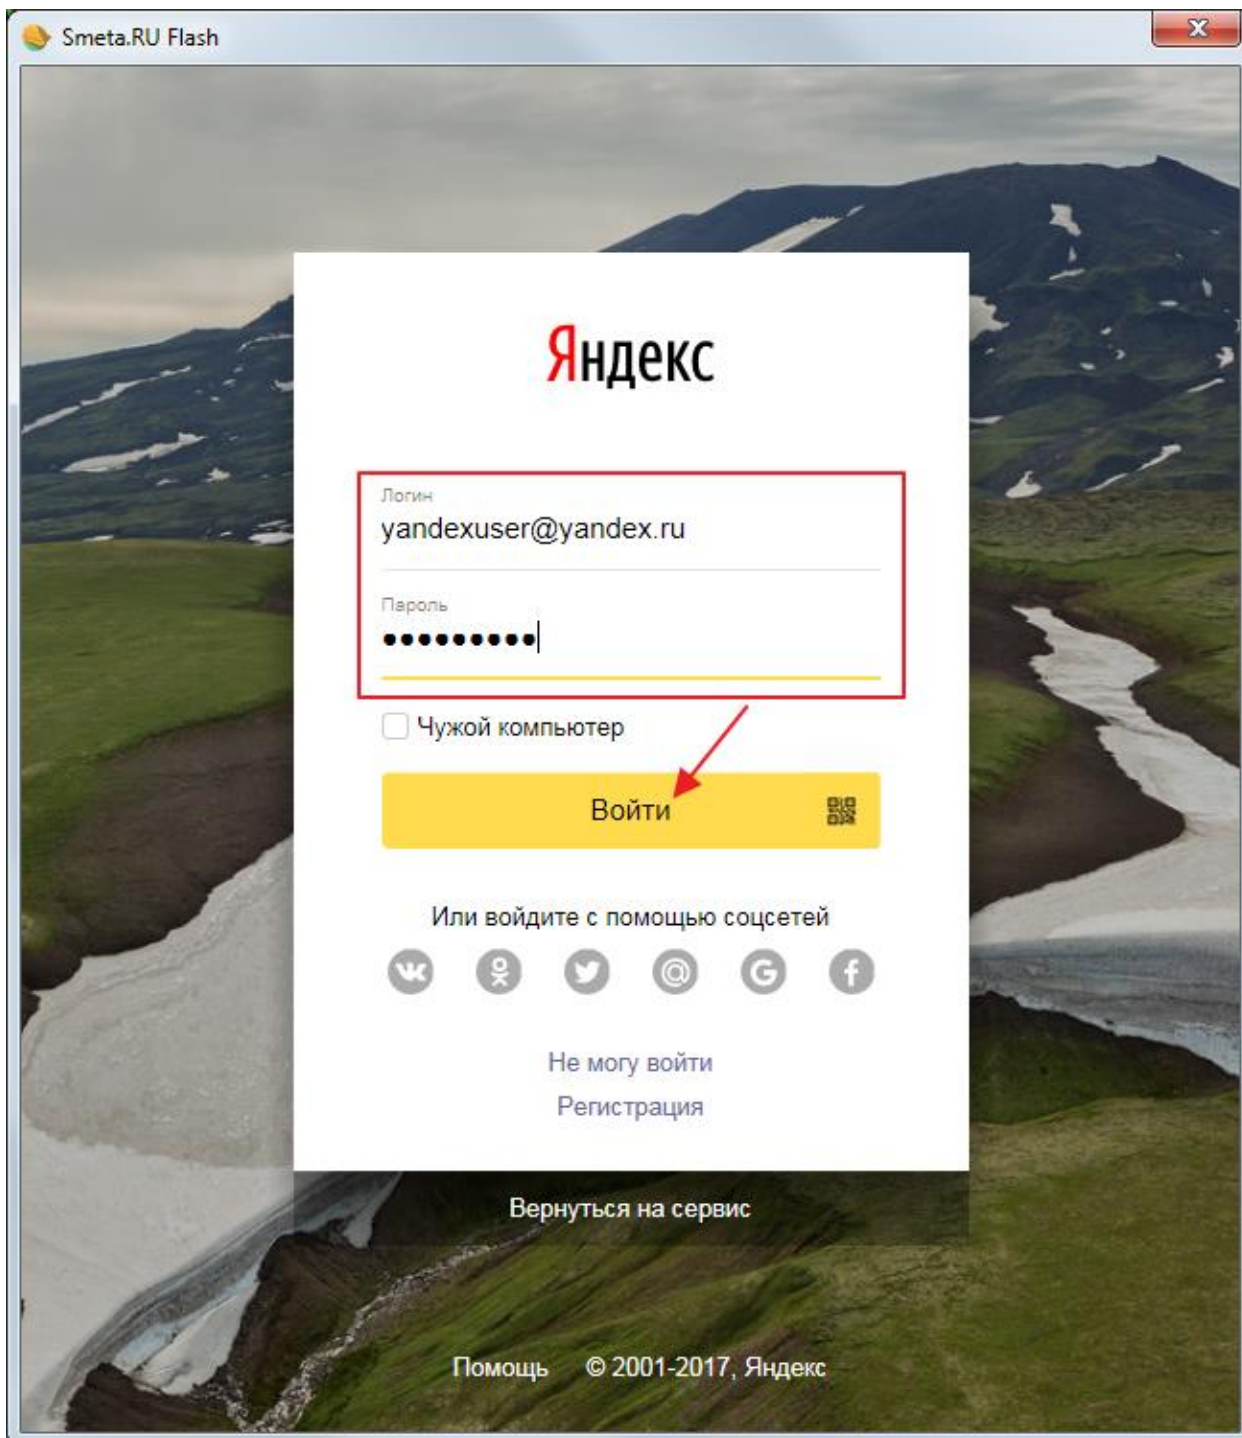 Smeta.RU Flash
Яндекс
Логин
yandexuser@yandex.ru
Пароль
•••••••••
Чужой компьютер
Войти
Или войдите с помощью соцсетей
Не могу войти
Регистрация
Вернуться на сервис
Помощь © 2001-2017, Яндекс